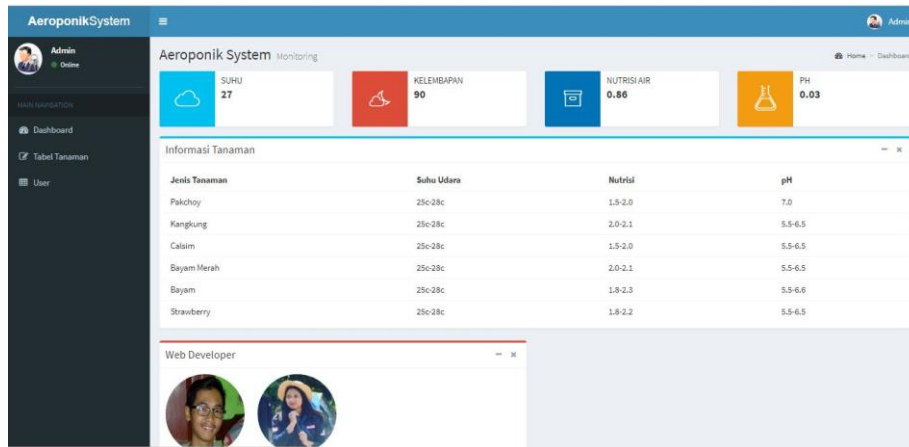 AeroponikSystem
Admin
Admin
Online
Aeroponik System Monitoring
Home > Dashboard
SUHU
27
KELEMBAPAN
90
NUTRISI AIR
0.86
PH
0.03
MAIN NAVIGATION
Dashboard
Tabel Tanaman
User
Informasi Tanaman
Jenis Tanaman Suhu Udara Nutrisi pH
Pakchoy 25c-28c 1.5-2.0 7.0
Kangkung 25c-28c 2.0-2.1 5.5-6.5
Calsim 25c-28c 1.5-2.0 5.5-6.5
Bayam Merah 25c-28c 2.0-2.1 5.5-6.5
Bayam 25c-28c 1.8-2.3 5.5-6.6
Strawberry 25c-28c 1.8-2.2 5.5-6.5
Web Developer